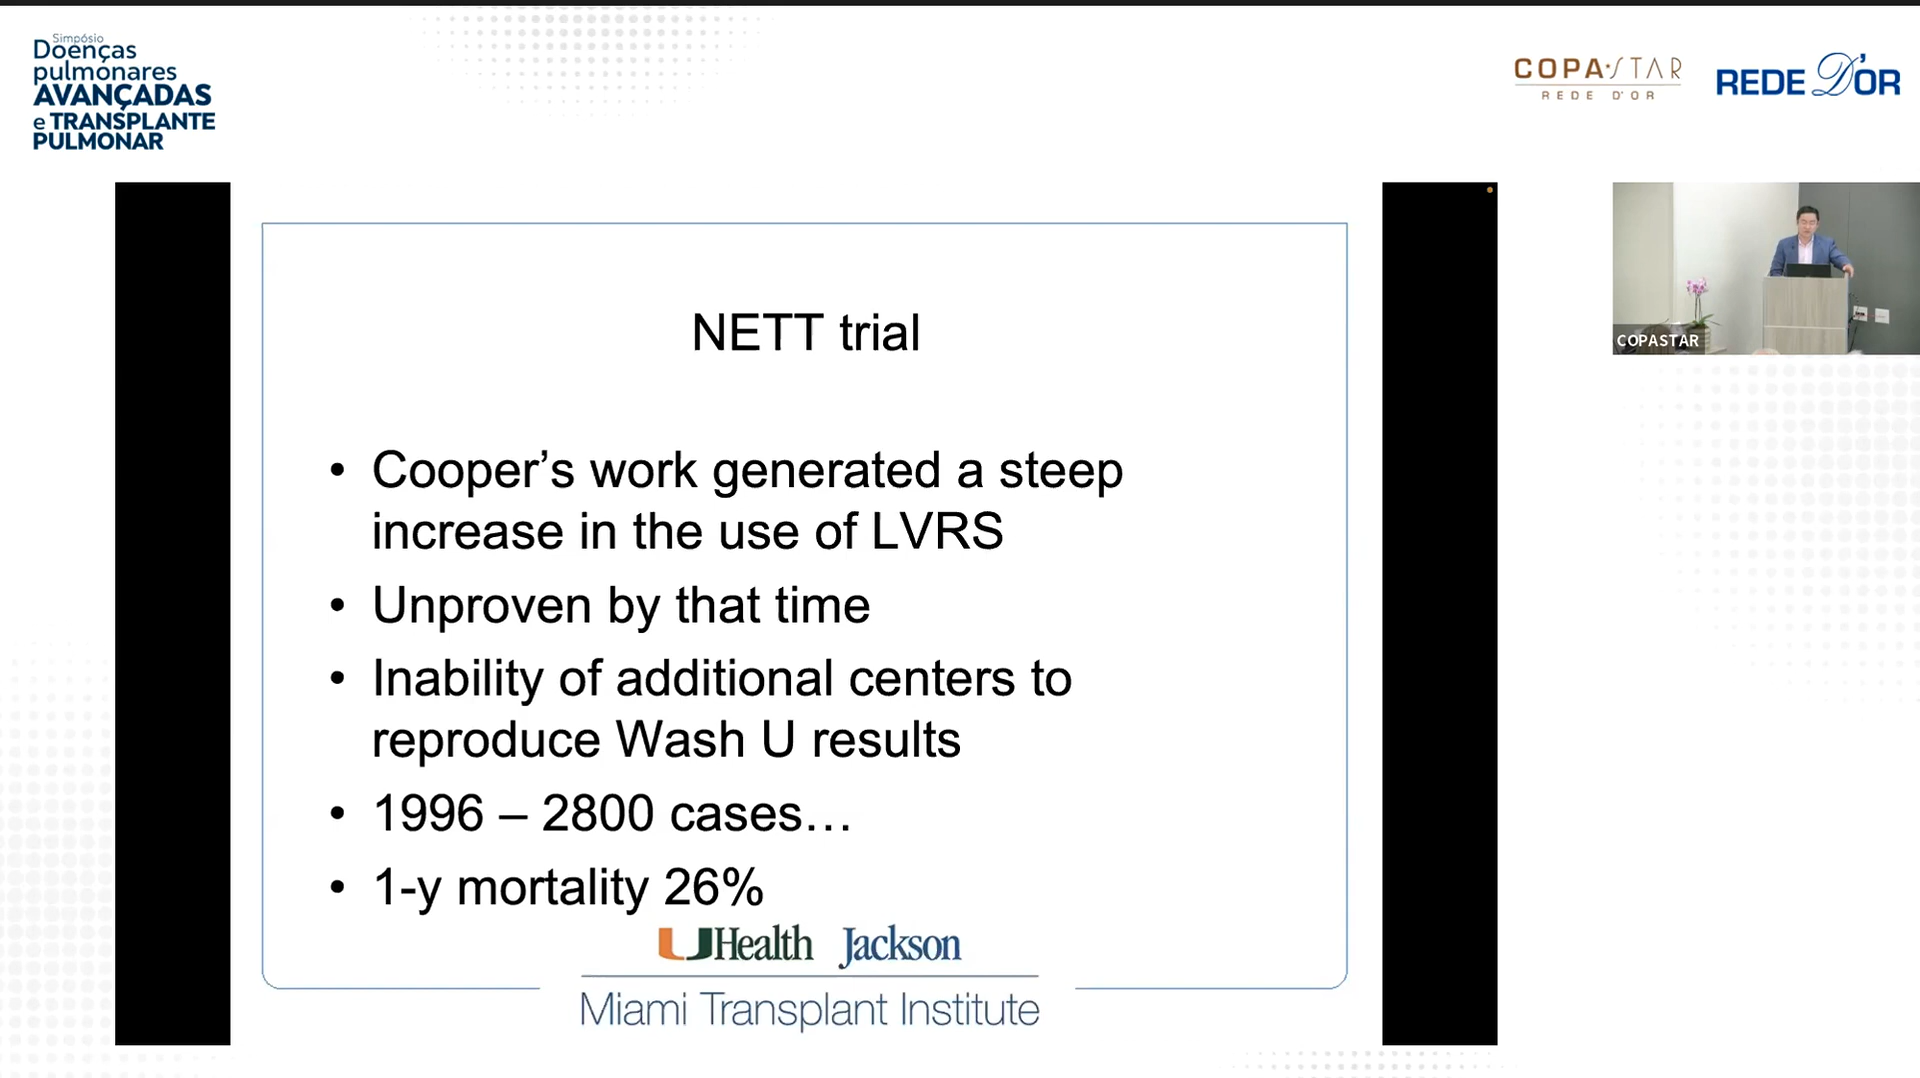 Simpósio
Doenças
pulmonares
AVANÇADAS
e TRANSPLANTE
PULMONAR
COPA STAR
REDE D'OR
REDE D'OR
COPASTAR
NETT trial
• Cooper’s work generated a steep
increase in the use of LVRS
• Unproven by that time
• Inability of additional centers to
reproduce Wash U results
• 1996 – 2800 cases…
• 1-y mortality 26%
UHealth Jackson
Miami Transplant Institute